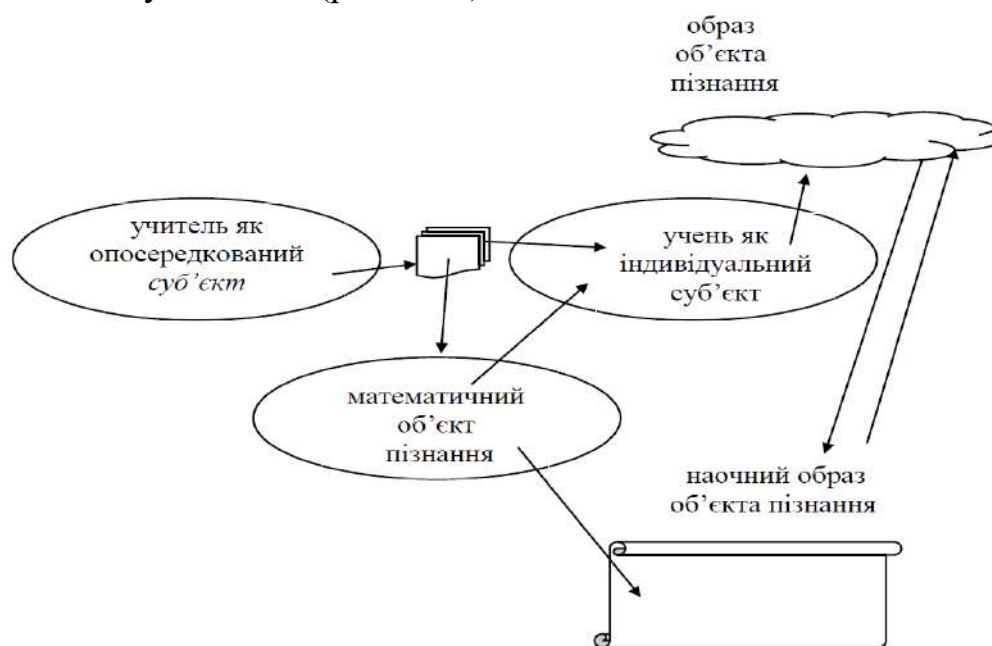 образ
об’єкта
пізнання
учитель як
опосередкований
суб’єкт
учень як
індивідуальний
суб’єкт
математичний
об’єкт
пізнання
наочний образ
об’єкта пізнання